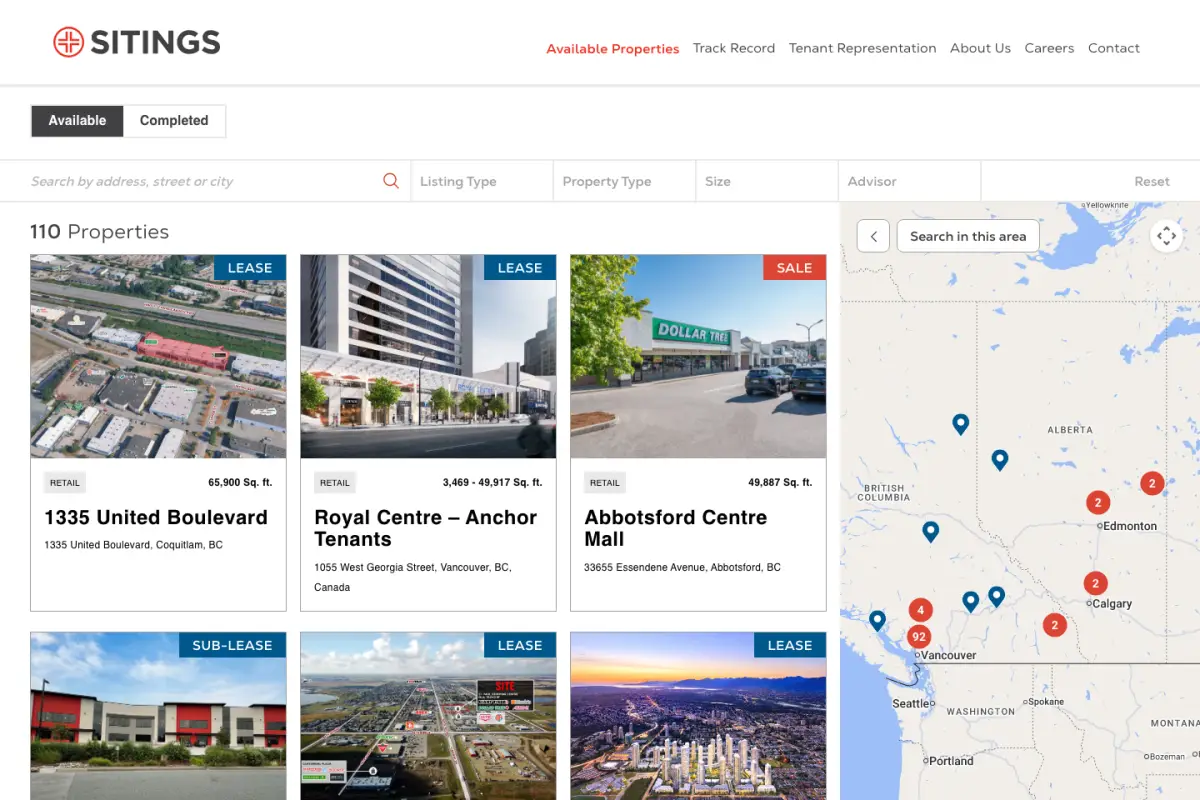 SITINGS
Available Properties Track Record Tenant Representation About Us Careers Contact
Available Completed
Search by address, street or city
Listing Type
Property Type
Size
Advisor
Reset
110 Properties
LEASE
RETAIL 65,900 Sq. ft.
1335 United Boulevard
1335 United Boulevard, Coquitlam, BC
LEASE
RETAIL 3,469 - 49,917 Sq. ft.
Royal Centre – Anchor
Tenants
1055 West Georgia Street, Vancouver, BC,
Canada
SALE
DOLLAR TREE
RETAIL 49,887 Sq. ft.
Abbotsford Centre
Mall
33655 Essendene Avenue, Abbotsford, BC
SUB-LEASE
LEASE
SITE
LEASE
Yellowknife
Search in this area
ALBERTA
BRITISH
COLUMBIA
2
2
Edmonton
2
Calgary
4
2
92
Vancouver
Seattle
WASHINGTON
Spokane
MONTANA
Portland
Bozeman